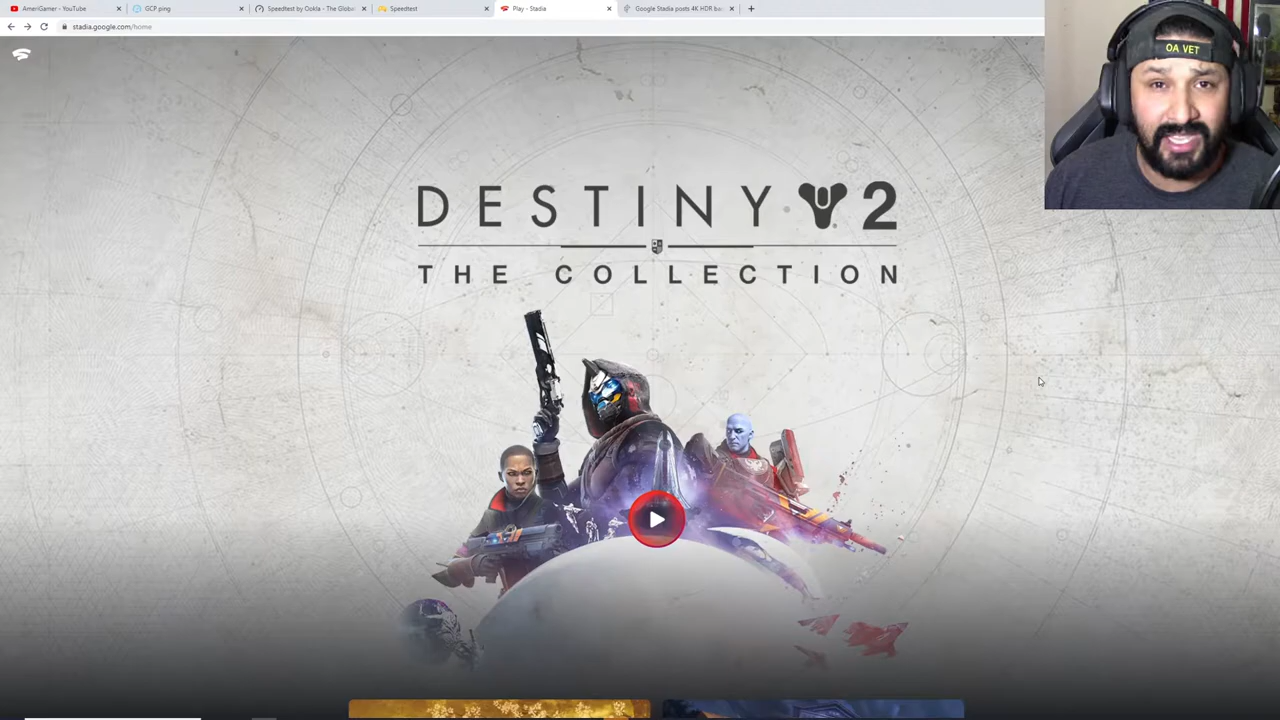 AmeriGamer - YouTube
GCP ping
Speedtest by Ookla - The Global
Speedtest
Play - Stadia
Google Stadia posts 4K HDR
stadia.google.com/home
OA VET
DESTINY 2
THE COLLECTION